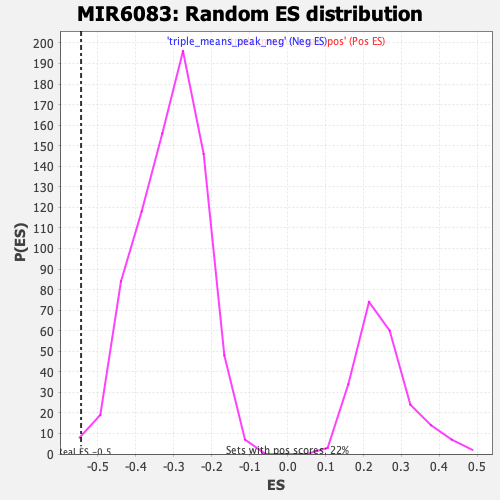 MIR6083: Random ES distribution
'triple_means_peak_neg' (Neg ES)
pos' (Pos ES)
200
190
180
170
160
150
140
130
120
110
100
90
80
70
60
50
40
30
20
10
0
P(ES)
Real ES -0.5
Sets with pos scores: 22%
-0.5 -0.4 -0.3 -0.2 -0.1 0.0 0.1 0.2 0.3 0.4 0.5
ES